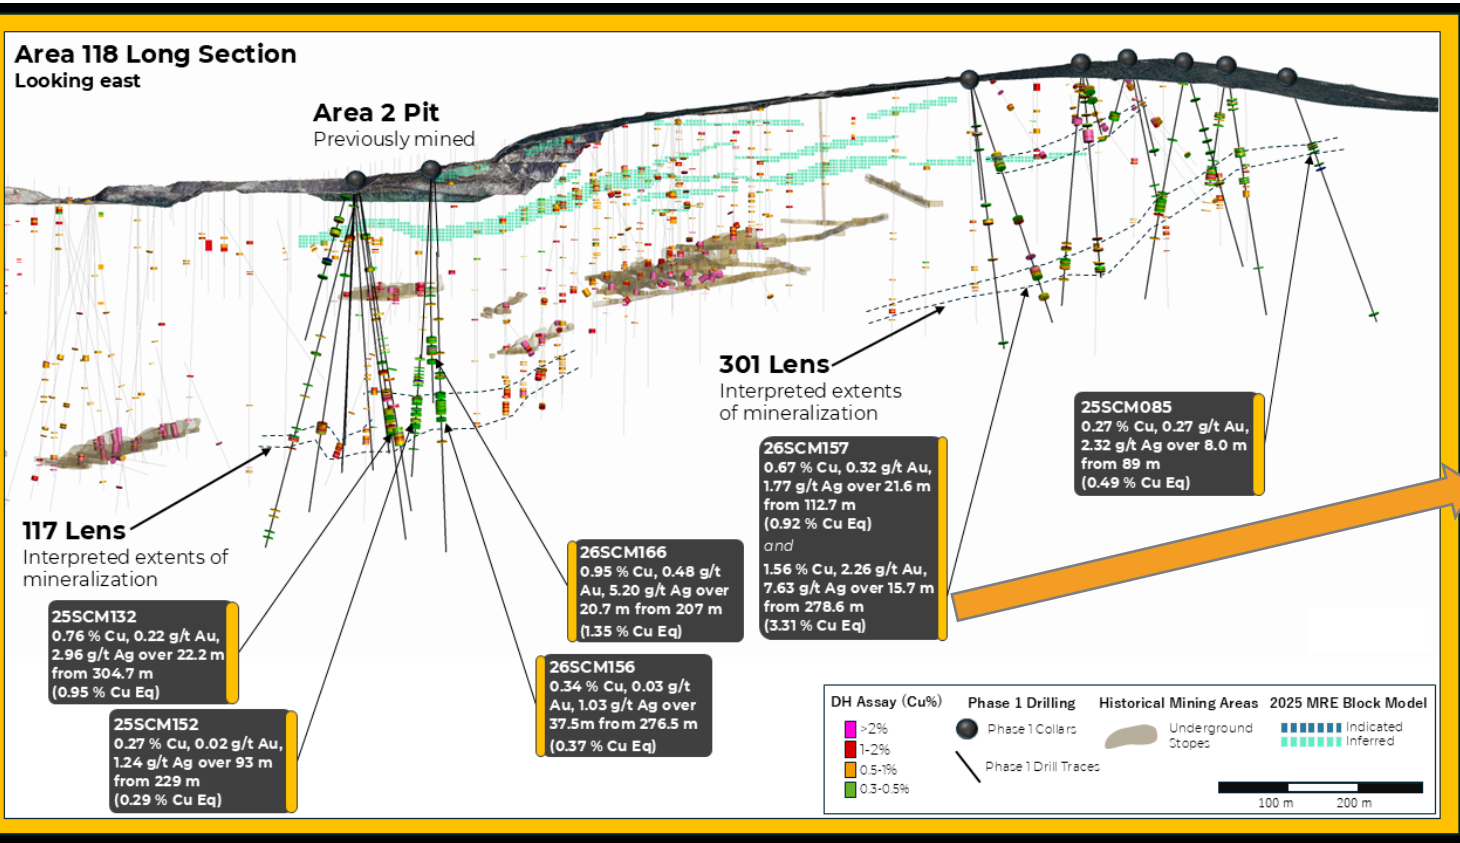 Area 118 Long Section
Looking east
Area 2 Pit
Previously mined
301 Lens
Interpreted extents
of mineralization
25SCM085
0.27 % Cu, 0.27 g/t Au,
2.32 g/t Ag over 8.0 m
from 89 m
(0.49 % Cu Eq)
26SCM157
0.67 % Cu, 0.32 g/t Au,
1.77 g/t Ag over 21.6 m
from 112.7 m
(0.92 % Cu Eq)
and
1.56 % Cu, 2.26 g/t Au,
7.63 g/t Ag over 15.7 m
from 278.6 m
(3.31 % Cu Eq)
117 Lens
Interpreted extents of
mineralization
26SCM166
0.95 % Cu, 0.48 g/t
Au, 5.20 g/t Ag over
20.7 m from 207 m
(1.35 % Cu Eq)
25SCM132
0.76 % Cu, 0.22 g/t Au,
2.96 g/t Ag over 22.2 m
from 304.7 m
(0.95 % Cu Eq)
26SCM156
0.34 % Cu, 0.03 g/t
Au, 1.03 g/t Ag over
37.5m from 276.5 m
(0.37 % Cu Eq)
25SCM152
0.27 % Cu, 0.02 g/t Au,
1.24 g/t Ag over 93 m
from 229 m
(0.29 % Cu Eq)
DH Assay (Cu%)
>2%
1-2%
0.5-1%
0.3-0.5%
Phase 1 Drilling
Phase 1 Collars
Phase 1 Drill Traces
Historical Mining Areas
Underground
Stopes
2025 MRE Block Model
Indicated
Inferred
100 m
200 m